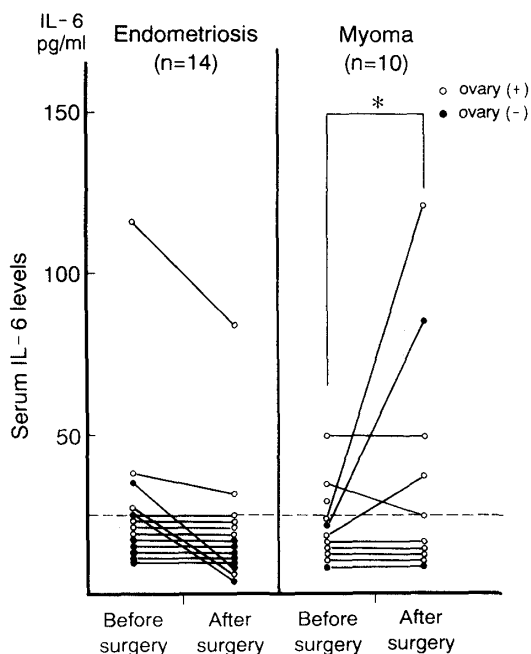 IL-6
pg/ml
Endometriosis
(n=14)
Myoma
(n=10)
ovary (+)
ovary (-)
*
150
100
50
0
Serum IL-6 levels
Before
surgery
After
surgery
Before
surgery
After
surgery